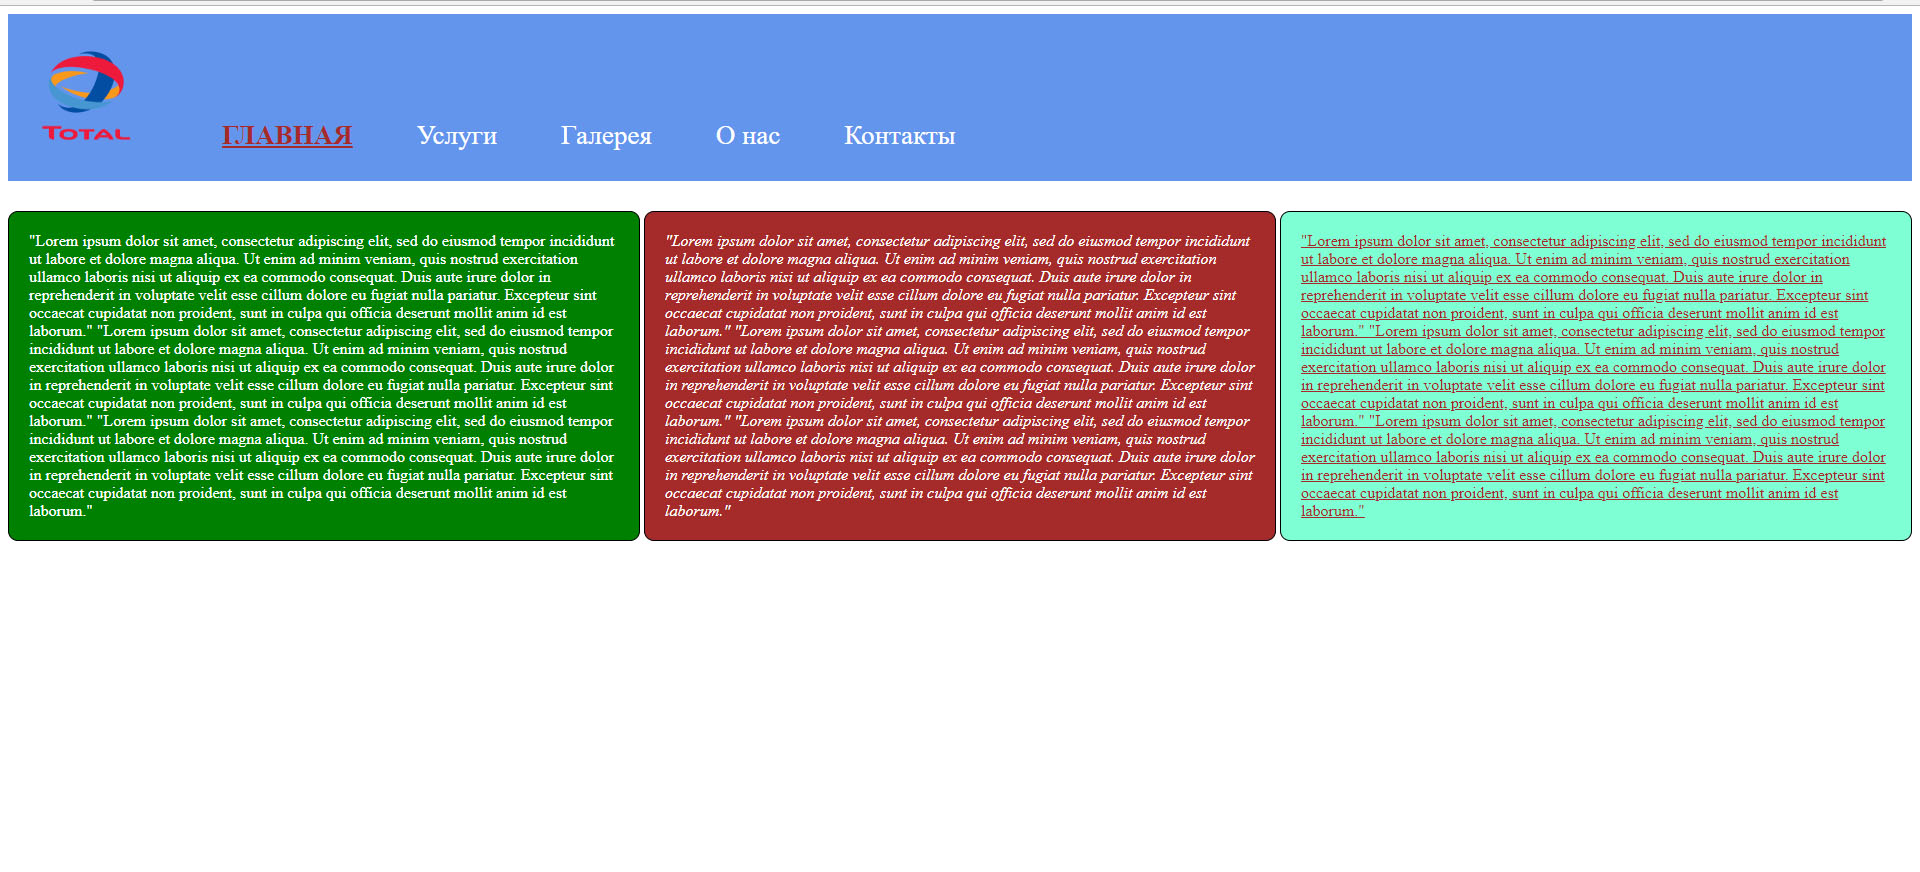 TOTAL
ГЛАВНАЯ Услуги Галерея О нас Контакты
"Lorem ipsum dolor sit amet, consectetur adipiscing elit, sed do eiusmod tempor incididunt
ut labore et dolore magna aliqua. Ut enim ad minim veniam, quis nostrud exercitation
ullamco laboris nisi ut aliquip ex ea commodo consequat. Duis aute irure dolor in
reprehenderit in voluptate velit esse cillum dolore eu fugiat nulla pariatur. Excepteur sint
occaecat cupidatat non proident, sunt in culpa qui officia deserunt mollit anim id est
laborum." "Lorem ipsum dolor sit amet, consectetur adipiscing elit, sed do eiusmod tempor
incididunt ut labore et dolore magna aliqua. Ut enim ad minim veniam, quis nostrud
exercitation ullamco laboris nisi ut aliquip ex ea commodo consequat. Duis aute irure dolor
in reprehenderit in voluptate velit esse cillum dolore eu fugiat nulla pariatur. Excepteur sint
occaecat cupidatat non proident, sunt in culpa qui officia deserunt mollit anim id est
laborum." "Lorem ipsum dolor sit amet, consectetur adipiscing elit, sed do eiusmod tempor
incididunt ut labore et dolore magna aliqua. Ut enim ad minim veniam, quis nostrud
exercitation ullamco laboris nisi ut aliquip ex ea commodo consequat. Duis aute irure dolor
in reprehenderit in voluptate velit esse cillum dolore eu fugiat nulla pariatur. Excepteur sint
occaecat cupidatat non proident, sunt in culpa qui officia deserunt mollit anim id est
laborum."
"Lorem ipsum dolor sit amet, consectetur adipiscing elit, sed do eiusmod tempor incididunt
ut labore et dolore magna aliqua. Ut enim ad minim veniam, quis nostrud exercitation
ullamco laboris nisi ut aliquip ex ea commodo consequat. Duis aute irure dolor in
reprehenderit in voluptate velit esse cillum dolore eu fugiat nulla pariatur. Excepteur sint
occaecat cupidatat non proident, sunt in culpa qui officia deserunt mollit anim id est
laborum." "Lorem ipsum dolor sit amet, consectetur adipiscing elit, sed do eiusmod tempor
incididunt ut labore et dolore magna aliqua. Ut enim ad minim veniam, quis nostrud
exercitation ullamco laboris nisi ut aliquip ex ea commodo consequat. Duis aute irure dolor
in reprehenderit in voluptate velit esse cillum dolore eu fugiat nulla pariatur. Excepteur sint
occaecat cupidatat non proident, sunt in culpa qui officia deserunt mollit anim id est
laborum." "Lorem ipsum dolor sit amet, consectetur adipiscing elit, sed do eiusmod tempor
incididunt ut labore et dolore magna aliqua. Ut enim ad minim veniam, quis nostrud
exercitation ullamco laboris nisi ut aliquip ex ea commodo consequat. Duis aute irure dolor
in reprehenderit in voluptate velit esse cillum dolore eu fugiat nulla pariatur. Excepteur sint
occaecat cupidatat non proident, sunt in culpa qui officia deserunt mollit anim id est
laborum."
"Lorem ipsum dolor sit amet, consectetur adipiscing elit, sed do eiusmod tempor incididunt
ut labore et dolore magna aliqua. Ut enim ad minim veniam, quis nostrud exercitation
ullamco laboris nisi ut aliquip ex ea commodo consequat. Duis aute irure dolor in
reprehenderit in voluptate velit esse cillum dolore eu fugiat nulla pariatur. Excepteur sint
occaecat cupidatat non proident, sunt in culpa qui officia deserunt mollit anim id est
laborum." "Lorem ipsum dolor sit amet, consectetur adipiscing elit, sed do eiusmod tempor
incididunt ut labore et dolore magna aliqua. Ut enim ad minim veniam, quis nostrud
exercitation ullamco laboris nisi ut aliquip ex ea commodo consequat. Duis aute irure dolor
in reprehenderit in voluptate velit esse cillum dolore eu fugiat nulla pariatur. Excepteur sint
occaecat cupidatat non proident, sunt in culpa qui officia deserunt mollit anim id est
laborum." "Lorem ipsum dolor sit amet, consectetur adipiscing elit, sed do eiusmod tempor
incididunt ut labore et dolore magna aliqua. Ut enim ad minim veniam, quis nostrud
exercitation ullamco laboris nisi ut aliquip ex ea commodo consequat. Duis aute irure dolor
in reprehenderit in voluptate velit esse cillum dolore eu fugiat nulla pariatur. Excepteur sint
occaecat cupidatat non proident, sunt in culpa qui officia deserunt mollit anim id est
laborum."